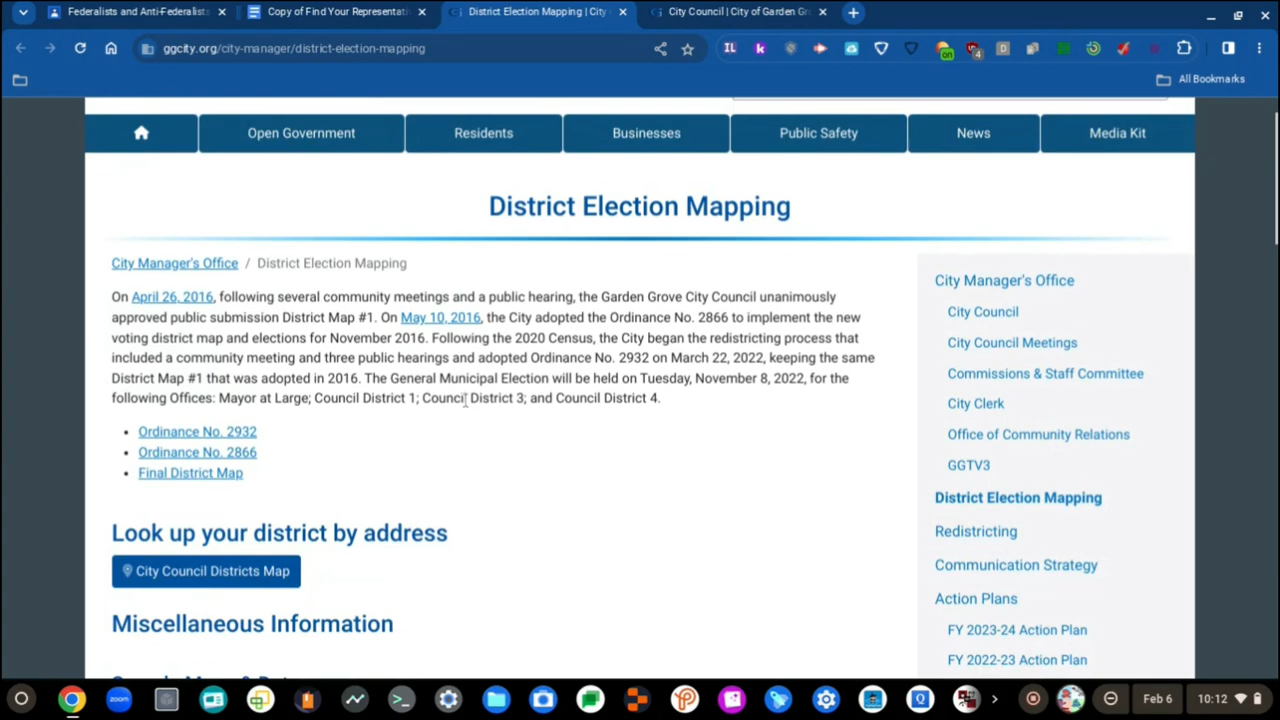 Federalists and Anti-Federalists
Copy of Find Your Representati
District Election Mapping | City
City Council | City of Garden Gr
ggcity.org/city-manager/district-election-mapping
IL
k
on
4
D
All Bookmarks
Open Government
Residents
Businesses
Public Safety
News
Media Kit
District Election Mapping
City Manager's Office / District Election Mapping
On April 26, 2016, following several community meetings and a public hearing, the Garden Grove City Council unanimously
approved public submission District Map #1. On May 10, 2016, the City adopted the Ordinance No. 2866 to implement the new
voting district map and elections for November 2016. Following the 2020 Census, the City began the redistricting process that
included a community meeting and three public hearings and adopted Ordinance No. 2932 on March 22, 2022, keeping the same
District Map #1 that was adopted in 2016. The General Municipal Election will be held on Tuesday, November 8, 2022, for the
following Offices: Mayor at Large; Council District 1; Council District 3; and Council District 4.
Ordinance No. 2932
Ordinance No. 2866
Final District Map
Look up your district by address
City Council Districts Map
Miscellaneous Information
City Manager's Office
City Council
City Council Meetings
Commissions & Staff Committee
City Clerk
Office of Community Relations
GGTV3
District Election Mapping
Redistricting
Communication Strategy
Action Plans
FY 2023-24 Action Plan
FY 2022-23 Action Plan
zoom
Q
Feb 6
10:12